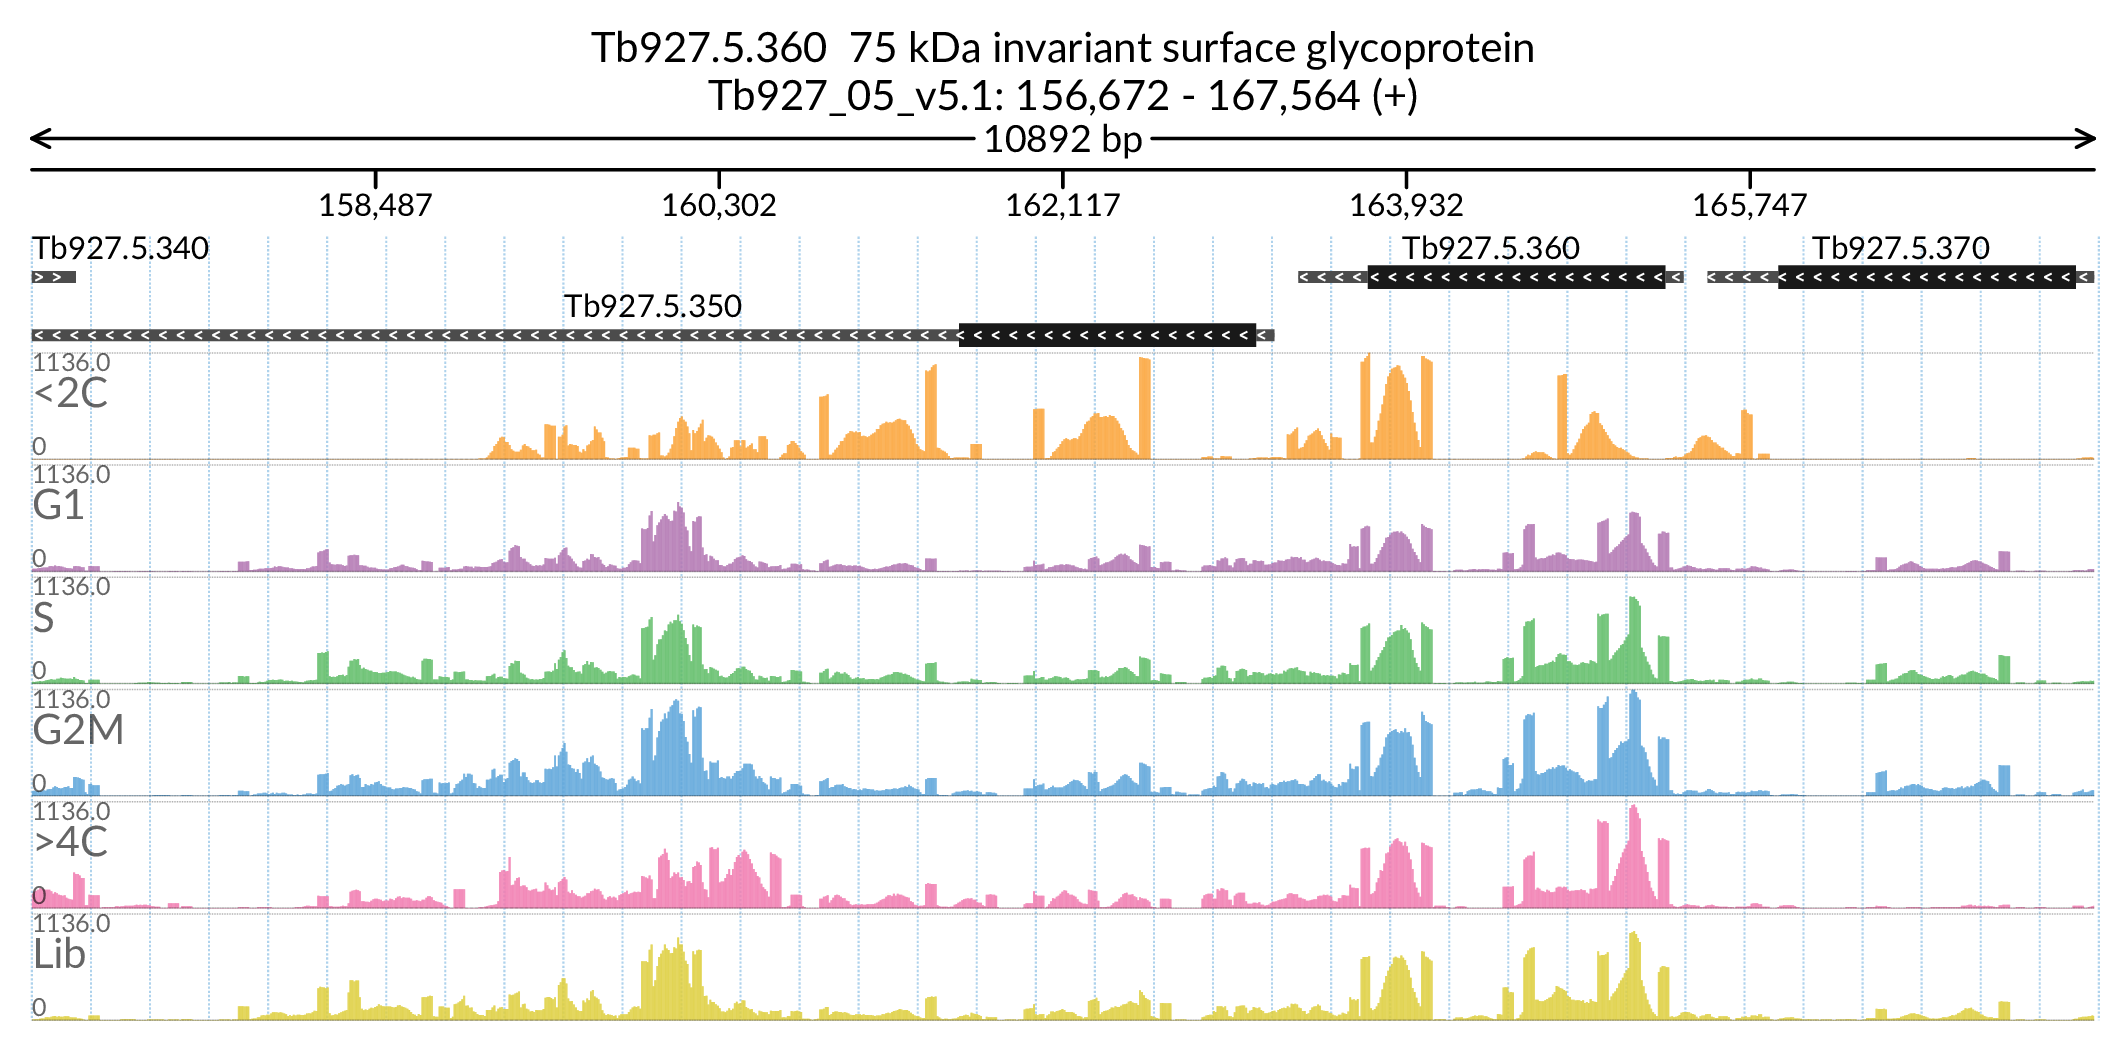 Tb927.5.360  75 kDa invariant surface glycoprotein
Tb927_05_v5.1: 156,672 - 167,564 (+)
10892 bp
158,487 160,302 162,117 163,932 165,747
Tb927.5.340 Tb927.5.360 Tb927.5.370
Tb927.5.350
1136.0
<2C
0
1136.0
G1
0
1136.0
S
0
1136.0
G2M
0
1136.0
>4C
0
1136.0
Lib
0